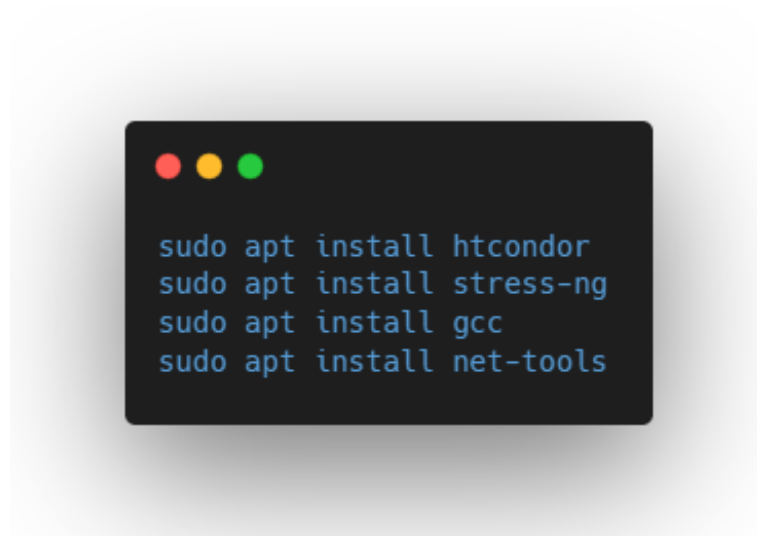 sudo apt install htcondor
sudo apt install stress-ng
sudo apt install gcc
sudo apt install net-tools